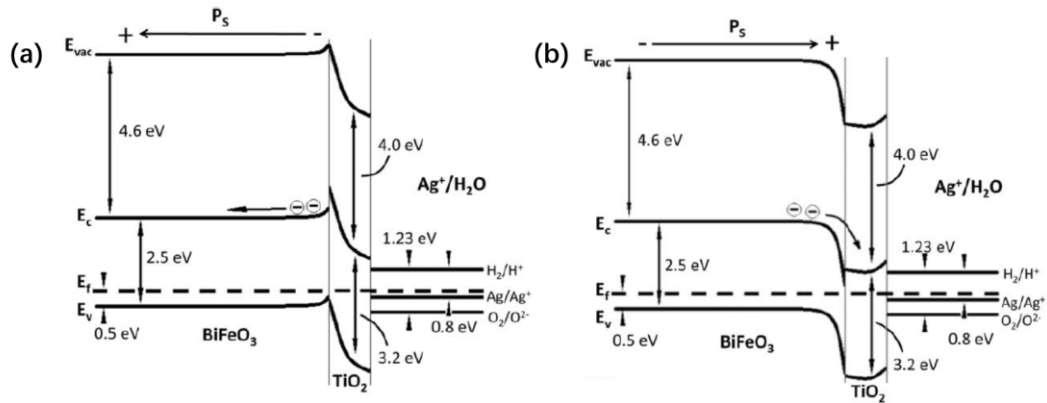 (a)
+ P_S -
E_vac
4.6 eV
4.0 eV
Ag⁺/H₂O
E_c
⊖⊖
1.23 eV
2.5 eV
H₂/H⁺
E_f
Ag/Ag⁺
E_v
O₂/O²⁻
0.5 eV
BiFeO₃
0.8 eV
3.2 eV
TiO₂
(b)
- P_S +
E_vac
4.6 eV
4.0 eV
Ag⁺/H₂O
E_c
⊖⊖
1.23 eV
2.5 eV
H₂/H⁺
E_f
Ag/Ag⁺
E_v
O₂/O²⁻
0.5 eV
BiFeO₃
0.8 eV
3.2 eV
TiO₂